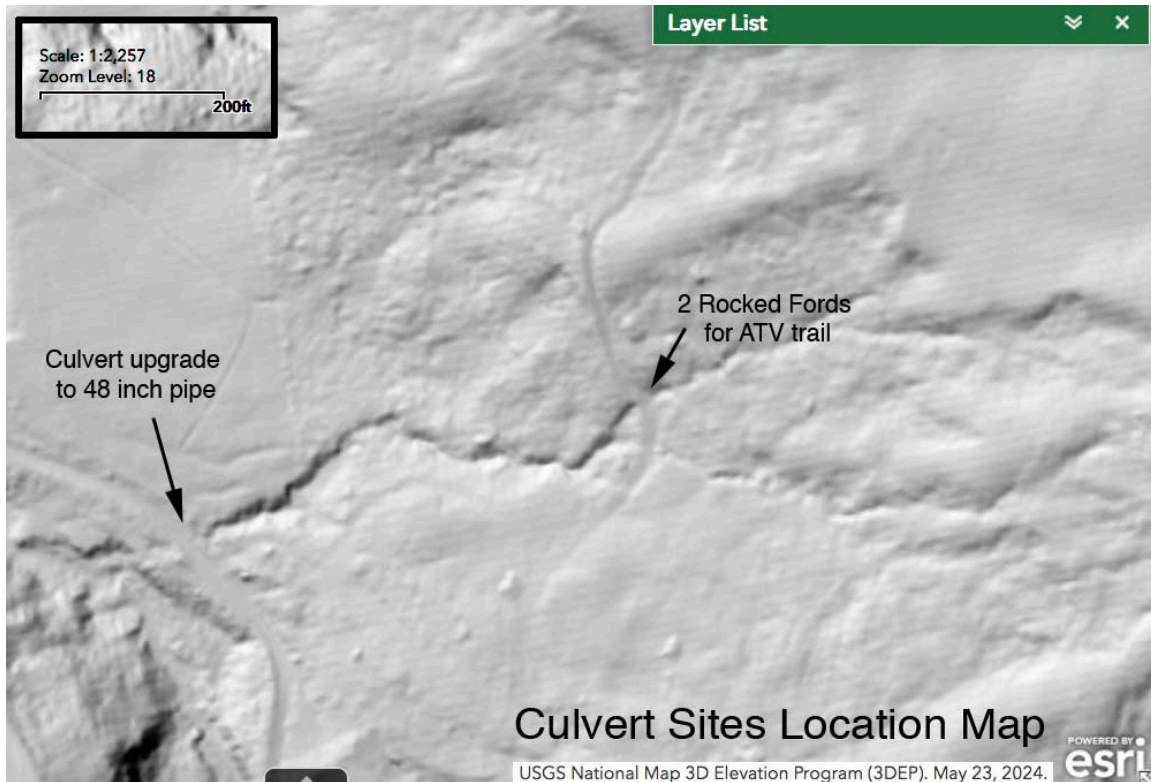 Layer List
Scale: 1:2,257
Zoom Level: 18
200ft
2 Rocked Fords
for ATV trail
Culvert upgrade
to 48 inch pipe
Culvert Sites Location Map
POWERED BY
esri
USGS National Map 3D Elevation Program (3DEP). May 23, 2024.